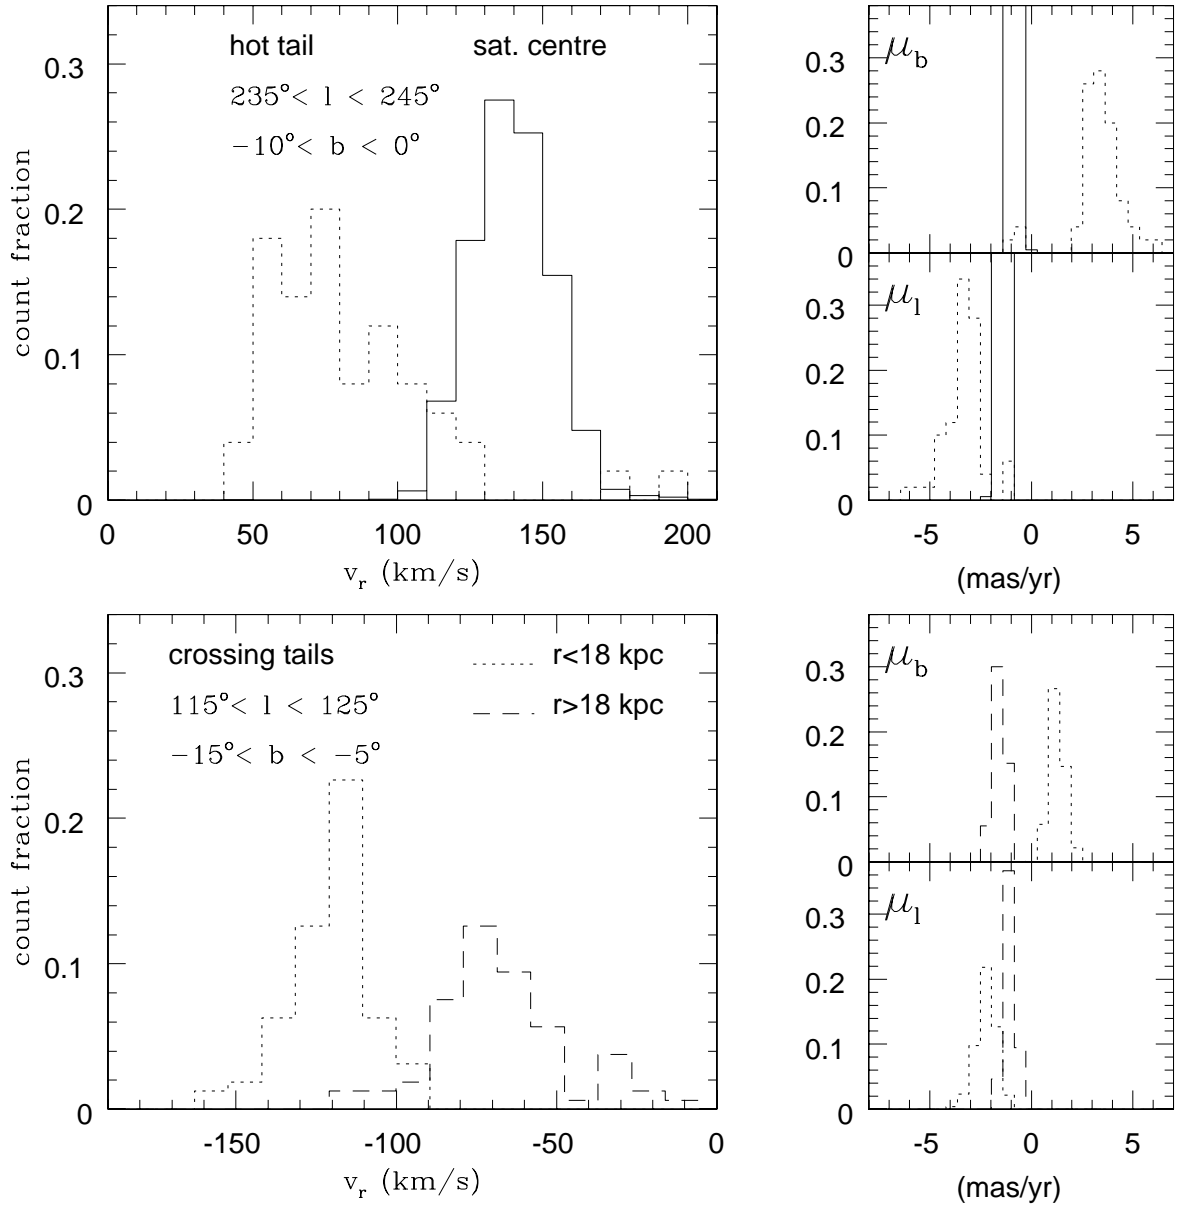 hot tail
sat. centre
235°< l < 245°
−10°< b < 0°
0.3
0.2
0.1
0
count fraction
0
50
100
150
200
v_r (km/s)
μ_b
0.3
0.2
0.1
0
μ_l
0.3
0.2
0.1
0
-5
0
5
(mas/yr)
crossing tails
r<18 kpc
115°< l < 125°
r>18 kpc
−15°< b < −5°
0.3
0.2
0.1
0
count fraction
-150
-100
-50
0
v_r (km/s)
μ_b
0.3
0.2
0.1
0
μ_l
0.3
0.2
0.1
0
-5
0
5
(mas/yr)